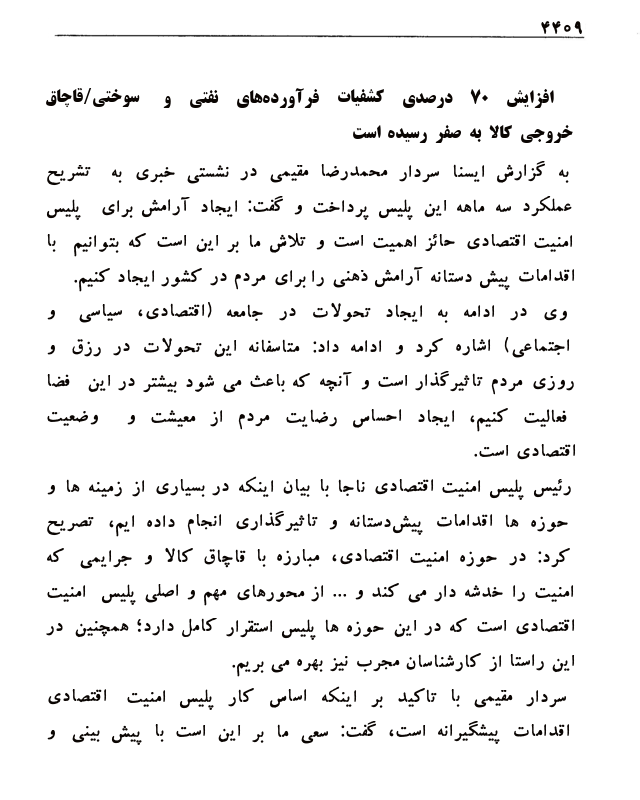 ۴۴۰۹
افزایش ۷۰ درصدی کشفیات فرآورده‌های نفتی و سوختی/قاچاق
خروجی کالا به صفر رسیده است
به گزارش ایسنا سردار محمدرضا مقیمی در نشستی خبری به تشریح
عملکرد سه ماهه این پلیس پرداخت و گفت: ایجاد آرامش برای پلیس
امنیت اقتصادی حائز اهمیت است و تلاش ما بر این است که بتوانیم با
اقدامات پیش دستانه آرامش ذهنی را برای مردم در کشور ایجاد کنیم.
وی در ادامه به ایجاد تحولات در جامعه (اقتصادی، سیاسی و
اجتماعی) اشاره کرد و ادامه داد: متاسفانه این تحولات در رزق و
روزی مردم تاثیرگذار است و آنچه که باعث می شود بیشتر در این فضا
فعالیت کنیم، ایجاد احساس رضایت مردم از معیشت و وضعیت
اقتصادی است.
رئیس پلیس امنیت اقتصادی ناجا با بیان اینکه در بسیاری از زمینه ها و
حوزه ها اقدامات پیش‌دستانه و تاثیرگذاری انجام داده ایم، تصریح
کرد: در حوزه امنیت اقتصادی، مبارزه با قاچاق کالا و جرایمی که
امنیت را خدشه دار می کند و ... از محورهای مهم و اصلی پلیس امنیت
اقتصادی است که در این حوزه ها پلیس استقرار کامل دارد؛ همچنین در
این راستا از کارشناسان مجرب نیز بهره می بریم.
سردار مقیمی با تاکید بر اینکه اساس کار پلیس امنیت اقتصادی
اقدامات پیشگیرانه است، گفت: سعی ما بر این است با پیش بینی و